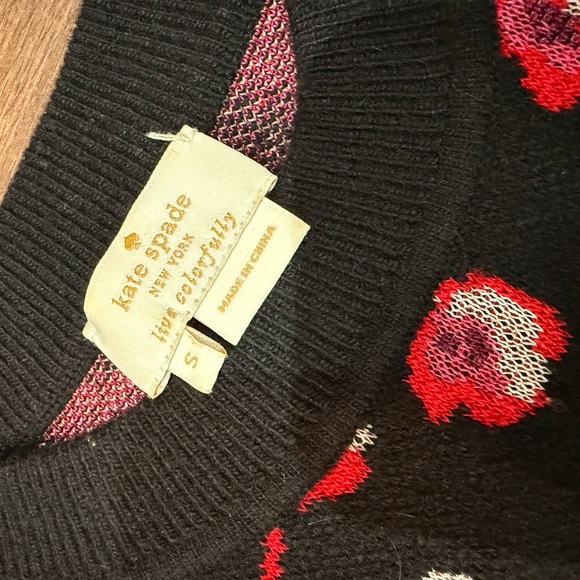 kate spade
NEW YORK
live colorfully
MADE IN CHINA
S